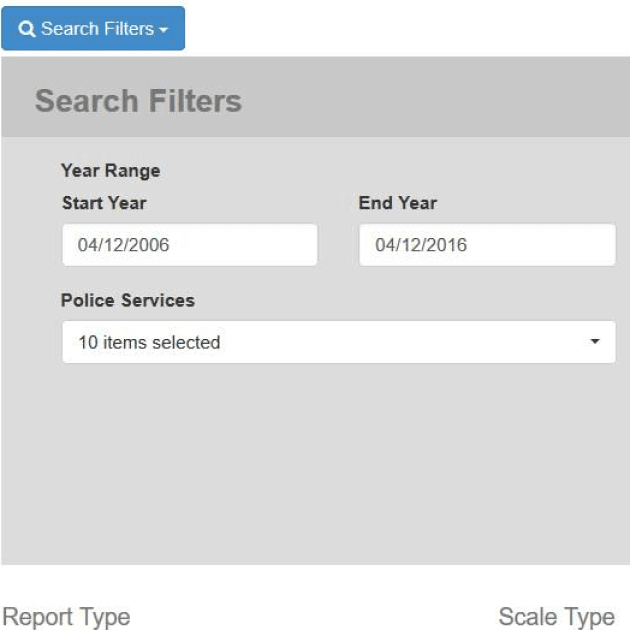 Search Filters
Search Filters
Year Range
Start Year End Year
04/12/2006 04/12/2016
Police Services
10 items selected
Report Type Scale Type